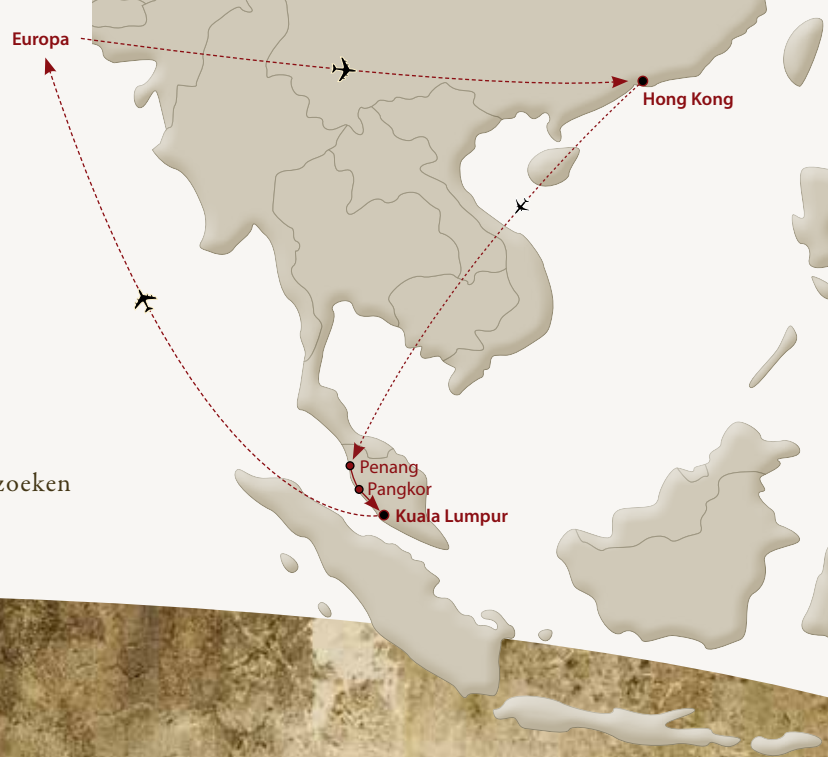 Europa
Hong Kong
Penang
Pangkor
zoeken
Kuala Lumpur